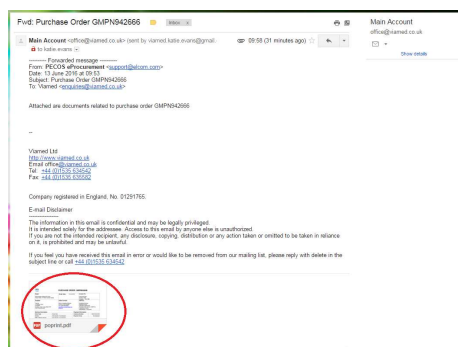 Fwd: Purchase Order GMPN942666
Inbox x
Main Account <office@viamed.co.uk> (sent by viamed.katie.evans@gmail.-
09:58 (31 minutes ago)
to katie.evans
---------- Forwarded message ----------
From: PECOS eProcurement <support@elcom.com>
Date: 13 June 2016 at 09:53
Subject: Purchase Order GMPN942666
To: Viamed <enquiries@viamed.co.uk>
Attached are documents related to purchase order GMPN942666
--
Viamed Ltd
http://www.viamed.co.uk
Email office@viamed.co.uk
Tel: +44 (0)1535 634542
Fax: +44 (0)1535 635582
Company registered in England, No. 01291765.
E-mail Disclaimer
The information in this email is confidential and may be legally privileged.
It is intended solely for the addressee. Access to this email by anyone else is unauthorized.
If you are not the intended recipient, any disclosure, copying, distribution or any action taken or omitted to be taken in reliance
on it, is prohibited and may be unlawful.
If you feel you have received this email in error or would like to be removed from our mailing list, please reply with delete in the
subject line or call +44 (0)1535 634542
poprint.pdf
Main Account
office@viamed.co.uk
Show details